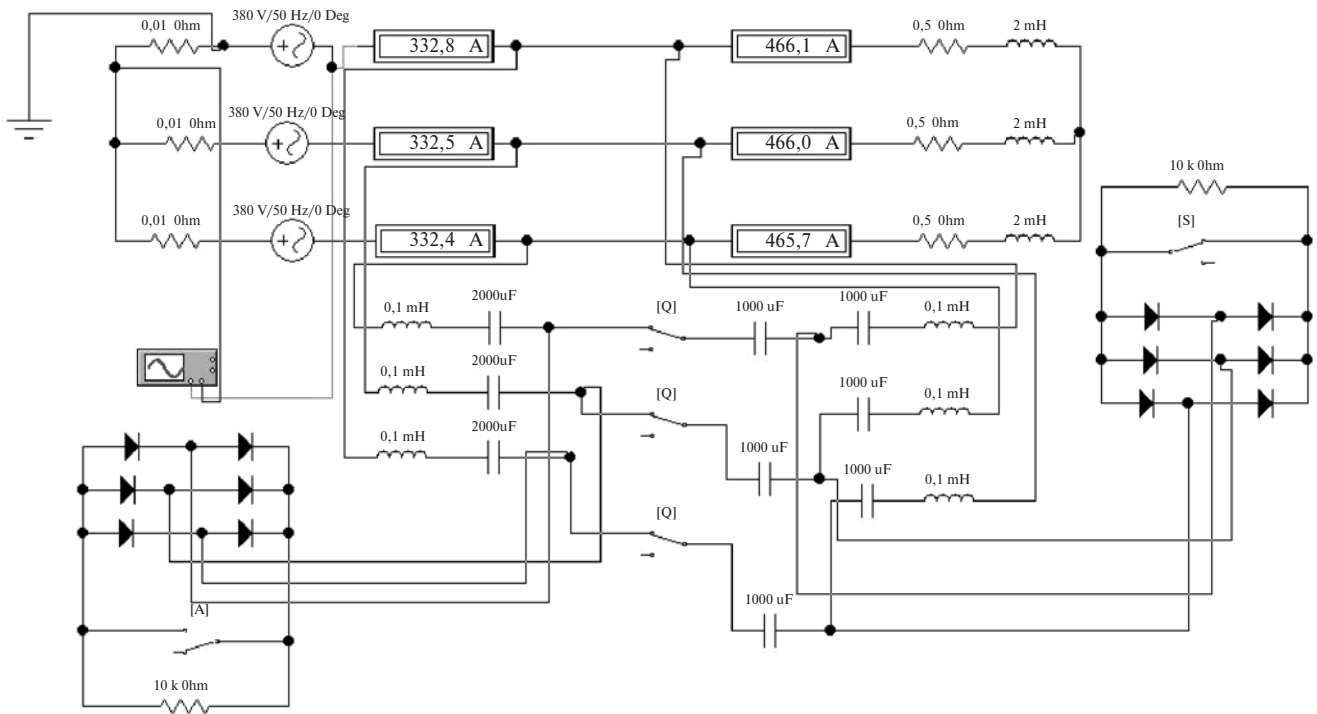 380 V/50 Hz/0 Deg
0,01 0hm
332,8 A
466,1 A
0,5 0hm
2 mH
380 V/50 Hz/0 Deg
0,01 0hm
332,5 A
466,0 A
0,5 0hm
2 mH
10 k 0hm
380 V/50 Hz/0 Deg
0,01 0hm
332,4 A
465,7 A
0,5 0hm
2 mH
[S]
0,1 mH
2000uF
[Q]
1000 uF
1000 uF
0,1 mH
0,1 mH
2000uF
[Q]
1000 uF
0,1 mH
0,1 mH
2000uF
1000 uF
1000 uF
0,1 mH
[Q]
[A]
1000 uF
10 k 0hm